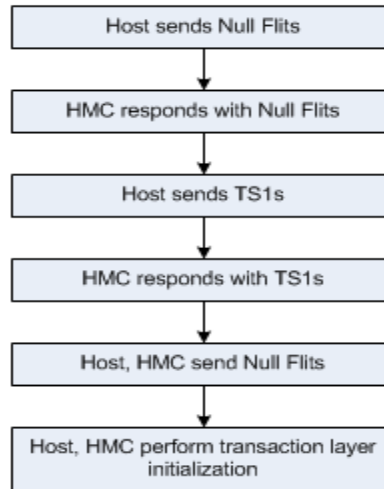 Host sends Null Flits
HMC responds with Null Flits
Host sends TS1s
HMC responds with TS1s
Host, HMC send Null Flits
Host, HMC perform transaction layer
initialization